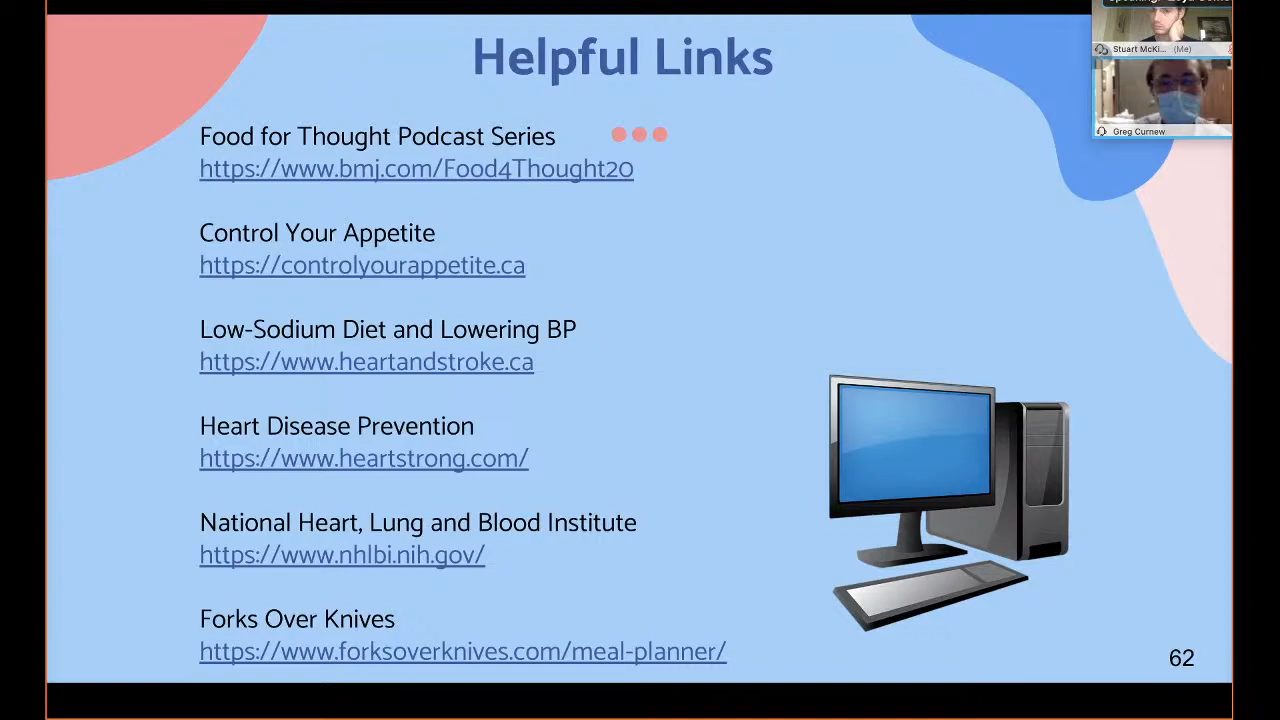 Helpful Links
Food for Thought Podcast Series
https://www.bmj.com/Food4Thought20
Control Your Appetite
https://controlyourappetite.ca
Low-Sodium Diet and Lowering BP
https://www.heartandstroke.ca
Heart Disease Prevention
https://www.heartstrong.com/
National Heart, Lung and Blood Institute
https://www.nhlbi.nih.gov/
Forks Over Knives
https://www.forksoverknives.com/meal-planner/
62
Stuart McKi... (Me)
Greg Curnew